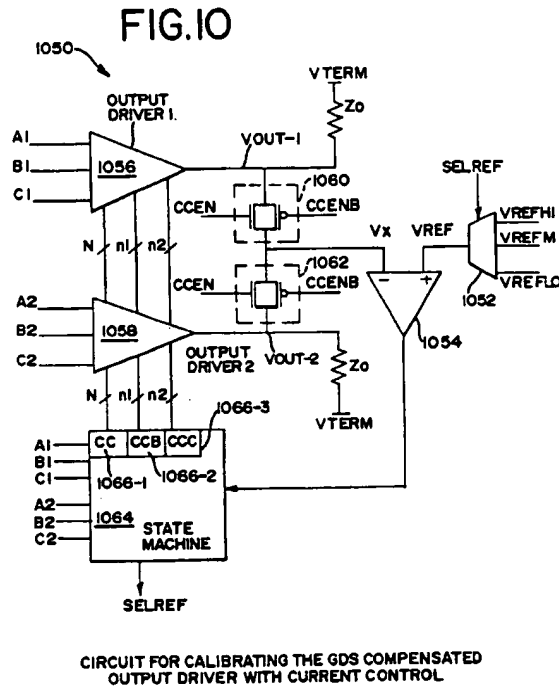 FIG.10
1050
OUTPUT
DRIVER 1.
A1
B1
C1
1056
VOUT-1
VTERM
Zo
1060
CCEN
CCENB
SELREF
VREFHI
VREFM
VREFLO
VREF
Vx
1052
- +
1054
N
n1
n2
1062
CCEN
CCENB
A2
B2
C2
1058
OUTPUT
DRIVER 2
VOUT-2
Zo
VTERM
N
n1
n2
1066-3
CC
CCB
CCC
1066-1
1066-2
A1
B1
C1
A2
B2
C2
1064
STATE
MACHINE
SELREF
CIRCUIT FOR CALIBRATING THE GDS COMPENSATED
OUTPUT DRIVER WITH CURRENT CONTROL